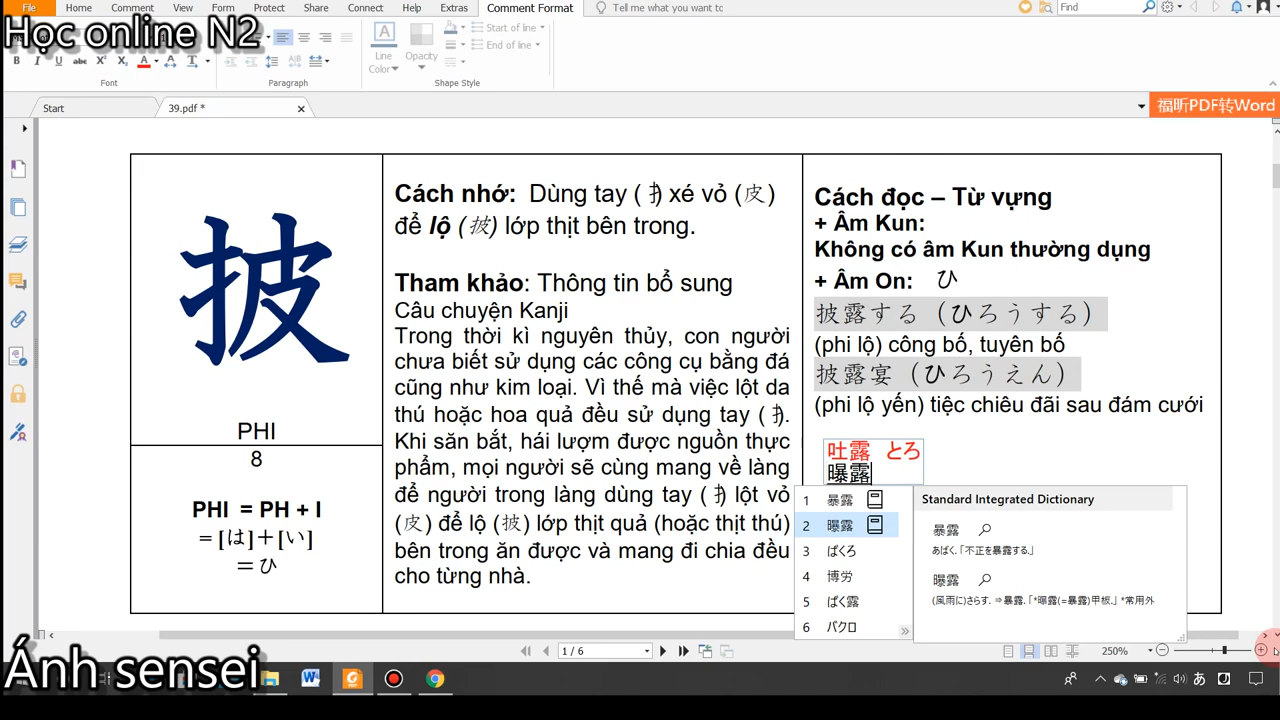 File Home Comment View Form Protect Share Connect Help Extras Comment Format Tell me what you want tc Find
Học online N2
Line Color Opacity Start of line
End of line
Font Paragraph Shape Style
Start 39.pdf * 福昕PDF转Word
披
PHI
8
PHI = PH + I
= [は]＋[い]
＝ひ
Cách nhớ: Dùng tay (扌) xé vỏ (皮)
để lộ (披) lớp thịt bên trong.
Tham khảo: Thông tin bổ sung
Câu chuyện Kanji
Trong thời kì nguyên thủy, con người
chưa biết sử dụng các công cụ bằng đá
cũng như kim loại. Vì thế mà việc lột da
thú hoặc hoa quả đều sử dụng tay (扌).
Khi săn bắt, hái lượm được nguồn thực
phẩm, mọi người sẽ cùng mang về làng
để người trong làng dùng tay (扌) lột vỏ
(皮) để lộ (披) lớp thịt quả (hoặc thịt thú)
bên trong ăn được và mang đi chia đều
cho từng nhà.
Cách đọc – Từ vựng
+ Âm Kun:
Không có âm Kun thường dụng
+ Âm On: ヒ
披露する（ひろうする）
(phi lộ) công bố, tuyên bố
披露宴（ひろうえん）
(phi lộ yến) tiệc chiêu đãi sau đám cưới
吐露 とろ
曝露
1 暴露
2 曝露
3 ばくろ
4 博労
5 ばく露
6 バクロ
Standard Integrated Dictionary
暴露
あばく.「不正を暴露する.」
曝露
(風雨に)さらす. ⇒暴露.「*曝露(=暴露)甲板.」 *常用外
1 / 6 250%
Ánh sensei